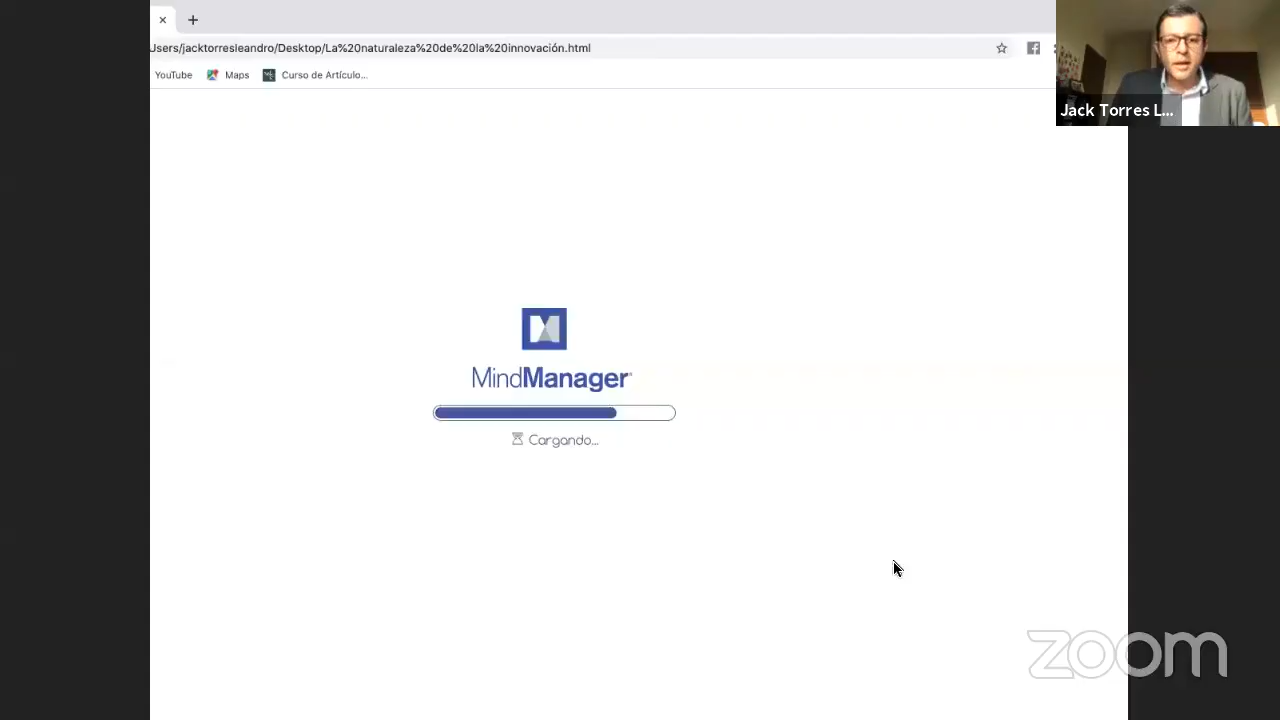 Users/jacktorresleandro/Desktop/La%20naturaleza%20de%20la%20innovación.html
YouTube Maps Curso de Artículo...
Jack Torres L...
MindManager
Cargando...
zoom